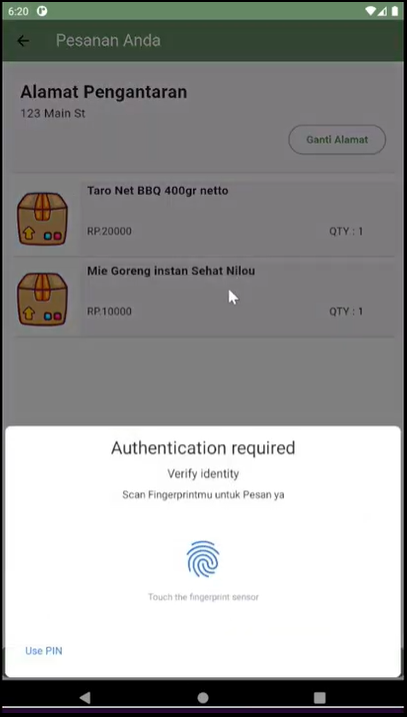 6:20
Pesanan Anda
Alamat Pengantaran
123 Main St
Ganti Alamat
Taro Net BBQ 400gr netto
RP.20000
QTY : 1
Mie Goreng instan Sehat Nilou
RP.10000
QTY : 1
Authentication required
Verify identity
Scan Fingerprintmu untuk Pesan ya
Touch the fingerprint sensor
Use PIN